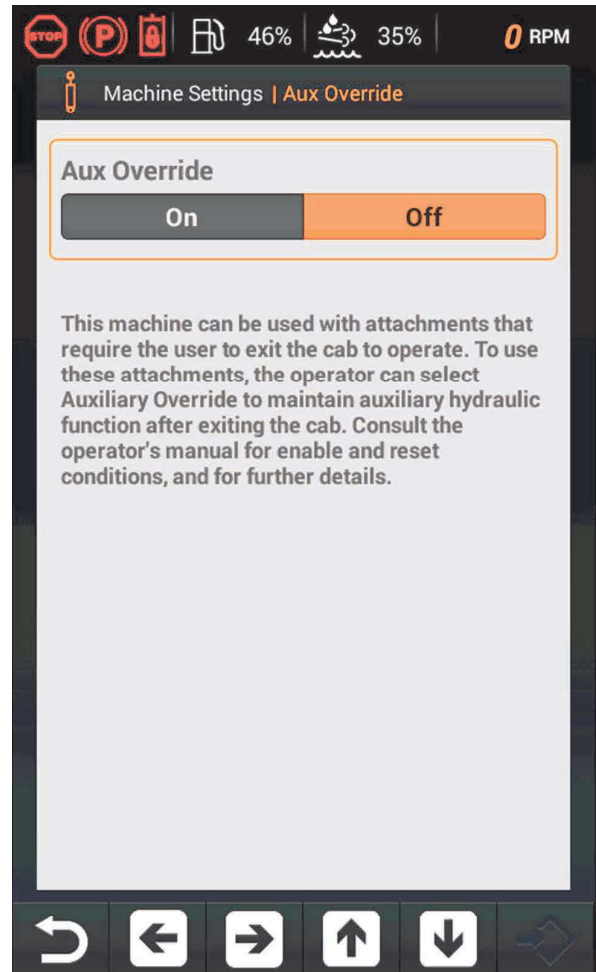 STOP P 46% 35% 0 RPM
Machine Settings | Aux Override
Aux Override
On Off
This machine can be used with attachments that
require the user to exit the cab to operate. To use
these attachments, the operator can select
Auxiliary Override to maintain auxiliary hydraulic
function after exiting the cab. Consult the
operator's manual for enable and reset
conditions, and for further details.